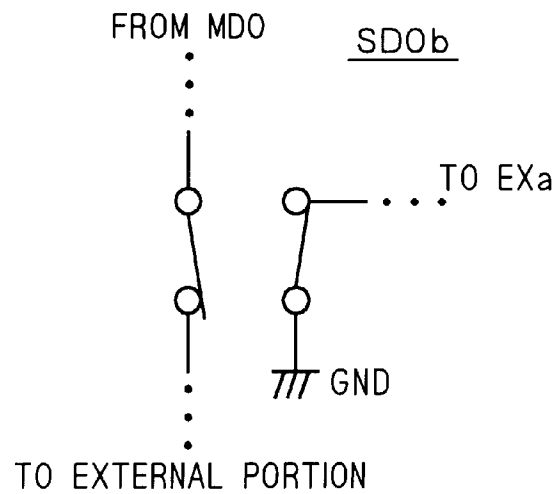 FROM MDO
SDOb
TO EXa
GND
TO EXTERNAL PORTION